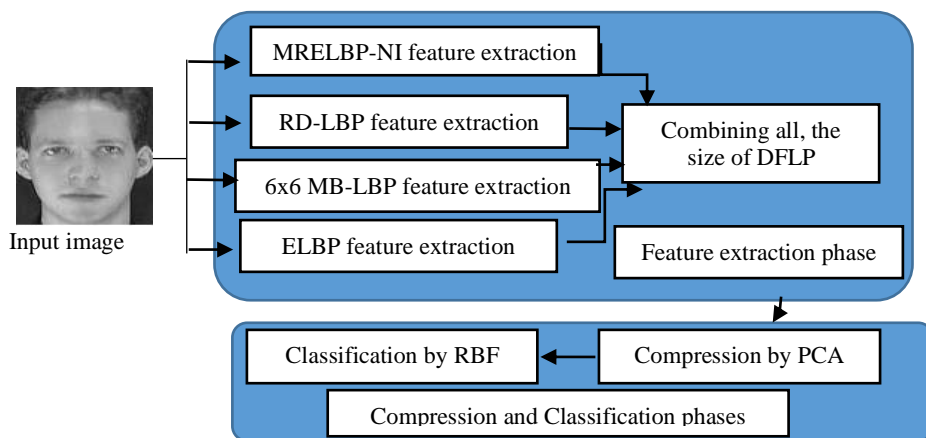 MRELBP-NI feature extraction
RD-LBP feature extraction
6x6 MB-LBP feature extraction
ELBP feature extraction
Combining all, the
size of DFLP
Input image
Feature extraction phase
Classification by RBF
Compression by PCA
Compression and Classification phases